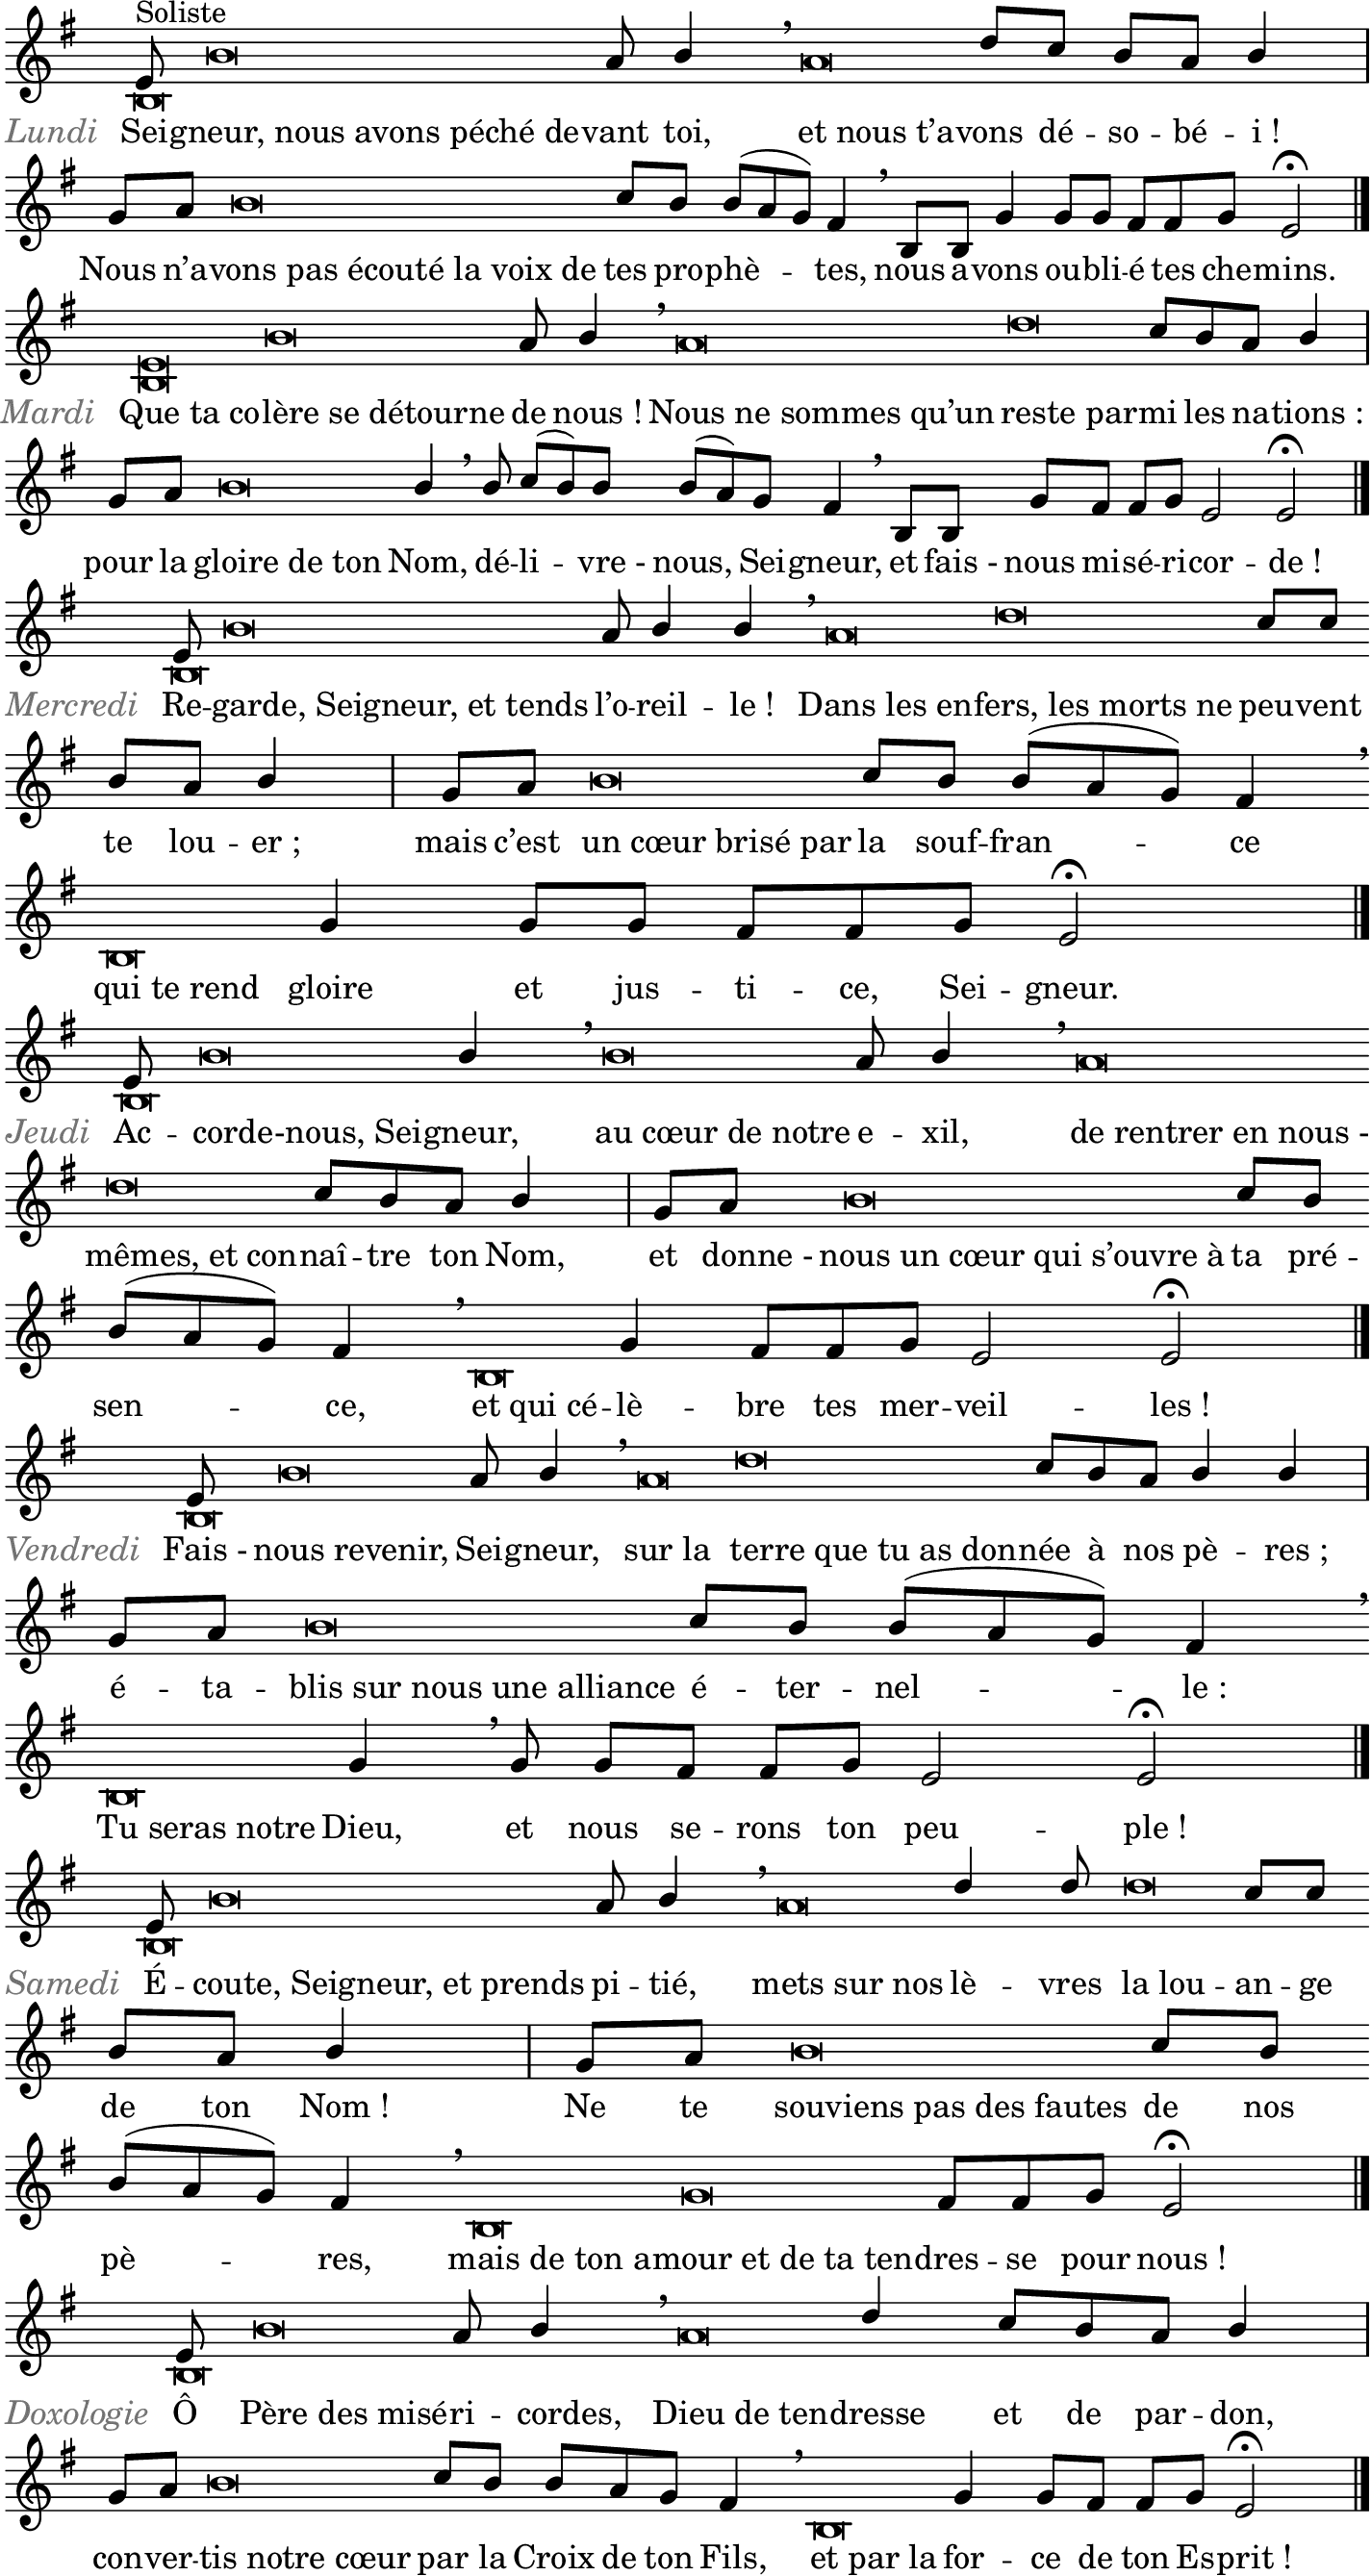 Soliste
Lundi Seigneur, nous avons péché devant toi, et nous t’avons dé -- so -- bé -- i !
Nous n’avons pas écouté la voix de tes prophè -- tes, nous avons oubli -- é tes chemins.
Mardi Que ta colère se détourne de nous ! Nous ne sommes qu’un reste parmi les nations :
pour la gloire de ton Nom, dé -- li -- vre - nous, Seigneur, et fais - nous misé -- ricor -- de !
Mercredi Re -- garde, Seigneur, et tends l’o -- reil -- le ! Dans les enfers, les morts ne peuvent
te lou -- er ; mais c’est un cœur brisé par la souf -- fran -- ce
qui te rend gloire et jus -- ti -- ce, Sei -- gneur.
Jeudi Ac -- corde-nous, Seigneur, au cœur de notre e -- xil, de rentrer en nous -
mêmes, et connaî -- tre ton Nom, et donne - nous un cœur qui s’ouvre à ta pré --
sen -- ce, et qui cé -- lè -- bre tes mer -- veil -- les !
Vendredi Fais - nous revenir, Seigneur, sur la terre que tu as donnée à nos pè -- res ;
é -- ta -- blis sur nous une alliance é -- ter -- nel -- le :
Tu seras notre Dieu, et nous se -- rons ton peu -- ple !
Samedi É -- coute, Seigneur, et prends pi -- tié, mets sur nos lè -- vres la lou -- an -- ge
de ton Nom ! Ne te souviens pas des fautes de nos
pè -- res, mais de ton amour et de ta tendres -- se pour nous !
Doxologie Ô Père des miséri -- cordes, Dieu de tendresse et de par -- don,
conver -- tis notre cœur par la Croix de ton Fils, et par la for -- ce de ton Esprit !